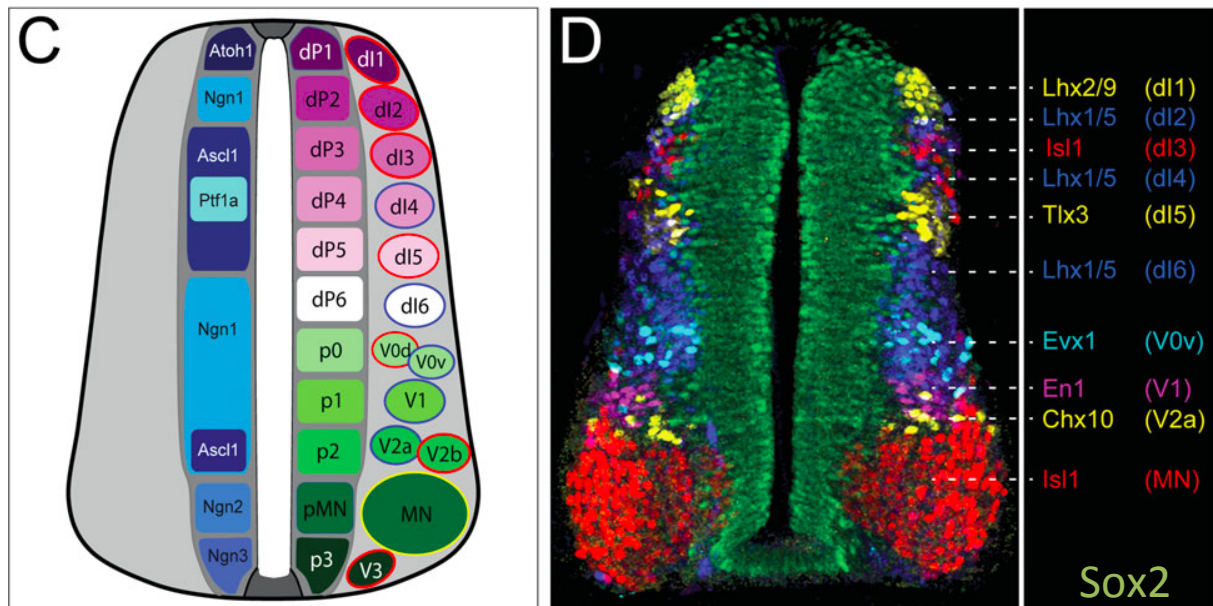 C
Atoh1
Ngn1
Ascl1
Ptf1a
Ngn1
Ascl1
Ngn2
Ngn3
dP1
dP2
dP3
dP4
dP5
dP6
p0
p1
p2
pMN
p3
dI1
dI2
dI3
dI4
dI5
dI6
V0d
V0v
V1
V2a
V2b
MN
V3
D
Lhx2/9 (dI1)
Lhx1/5 (dI2)
Isl1 (dI3)
Lhx1/5 (dI4)
Tlx3 (dI5)
Lhx1/5 (dI6)
Evx1 (V0v)
En1 (V1)
Chx10 (V2a)
Isl1 (MN)
Sox2